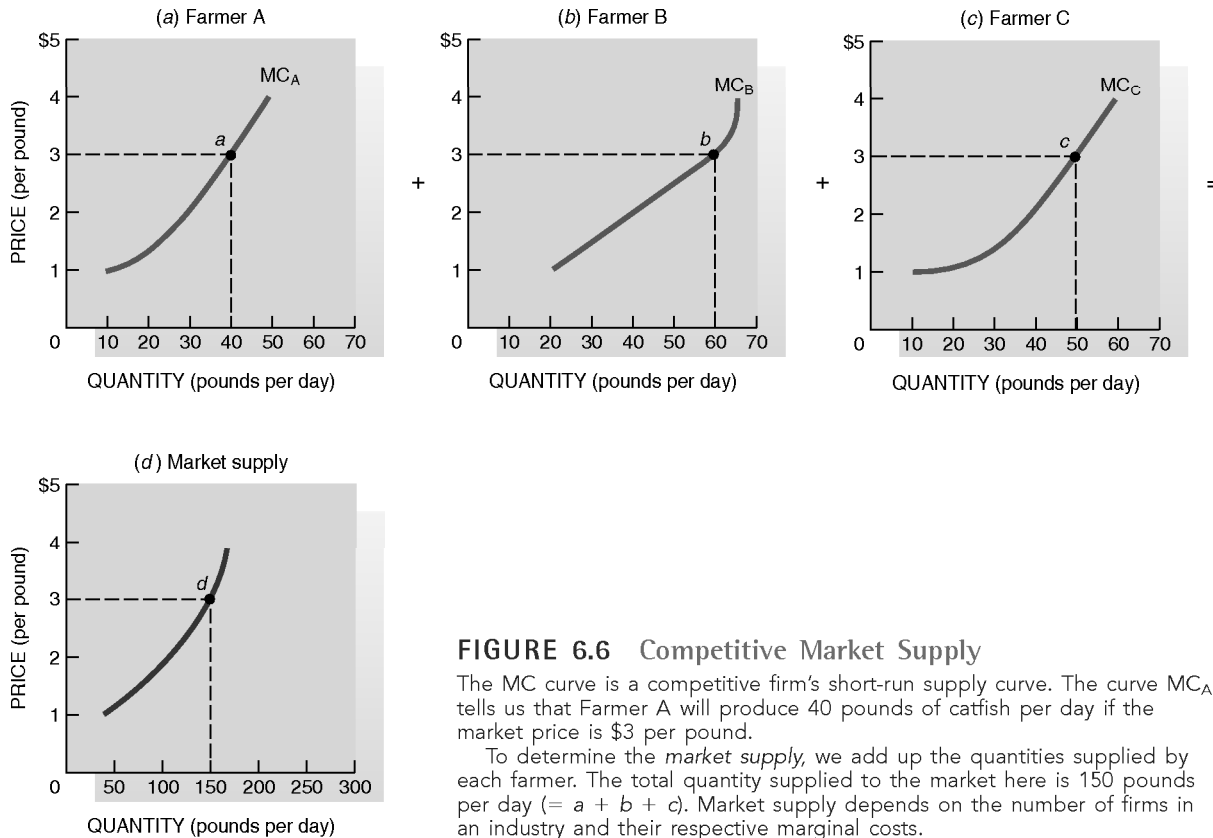 (a) Farmer A
$5
4
3
2
1
0
PRICE (per pound)
MCA
a
10 20 30 40 50 60 70
QUANTITY (pounds per day)
+
(b) Farmer B
$5
4
3
2
1
0
MCB
b
10 20 30 40 50 60 70
QUANTITY (pounds per day)
+
(c) Farmer C
$5
4
3
2
1
0
MCC
c
10 20 30 40 50 60 70
QUANTITY (pounds per day)
=
(d) Market supply
$5
4
3
2
1
0
PRICE (per pound)
d
50 100 150 200 250 300
QUANTITY (pounds per day)
FIGURE 6.6 Competitive Market Supply
The MC curve is a competitive firm's short-run supply curve. The curve MCA
tells us that Farmer A will produce 40 pounds of catfish per day if the
market price is $3 per pound.
To determine the market supply, we add up the quantities supplied by
each farmer. The total quantity supplied to the market here is 150 pounds
per day (= a + b + c). Market supply depends on the number of firms in
an industry and their respective marginal costs.